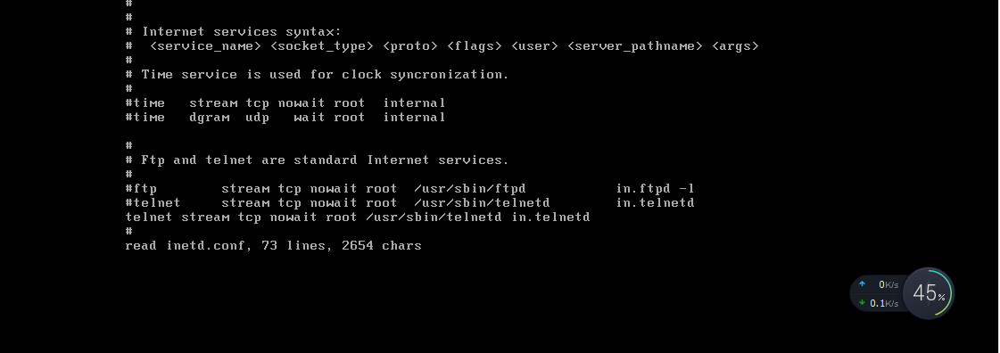 #
#
# Internet services syntax:
#  <service_name> <socket_type> <proto> <flags> <user> <server_pathname> <args>
#
# Time service is used for clock syncronization.
#
#time   stream tcp nowait root  internal
#time   dgram  udp   wait root  internal
#
# Ftp and telnet are standard Internet services.
#
#ftp        stream tcp nowait root  /usr/sbin/ftpd           in.ftpd -l
#telnet     stream tcp nowait root  /usr/sbin/telnetd        in.telnetd
telnet stream tcp nowait root /usr/sbin/telnetd in.telnetd
#
read inetd.conf, 73 lines, 2654 chars
0K/s
0.1K/s
45%